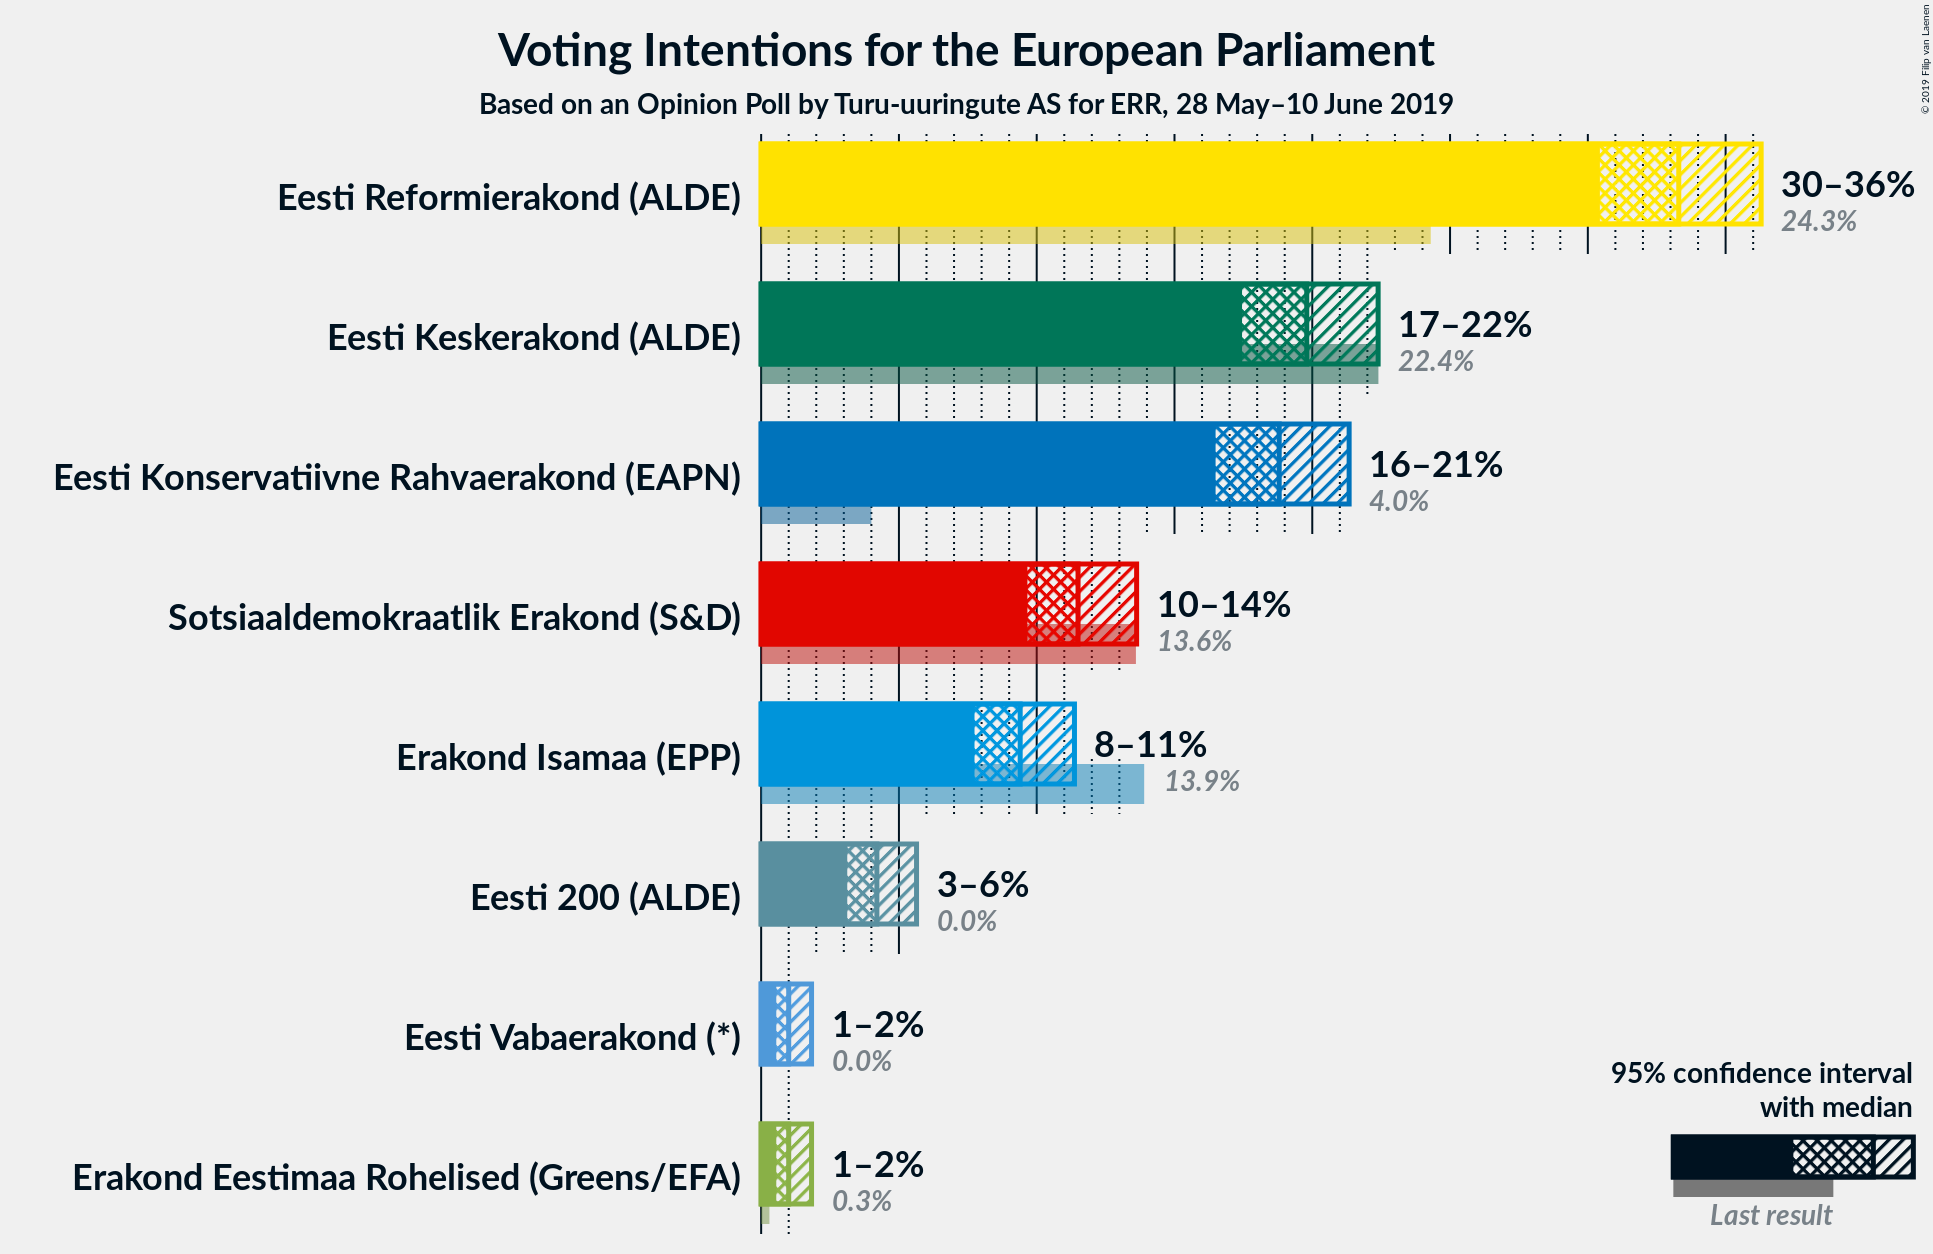 Voting Intentions for the European Parliament
Based on an Opinion Poll by Turu-uuringute AS for ERR, 28 May–10 June 2019
© 2019 Filip van Laenen
Eesti Reformierakond (ALDE)
30–36%
24.3%
Eesti Keskerakond (ALDE)
17–22%
22.4%
Eesti Konservatiivne Rahvaerakond (EAPN)
16–21%
4.0%
Sotsiaaldemokraatlik Erakond (S&D)
10–14%
13.6%
Erakond Isamaa (EPP)
8–11%
13.9%
Eesti 200 (ALDE)
3–6%
0.0%
Eesti Vabaerakond (*)
1–2%
0.0%
Erakond Eestimaa Rohelised (Greens/EFA)
1–2%
0.3%
95% confidence interval
with median
Last result